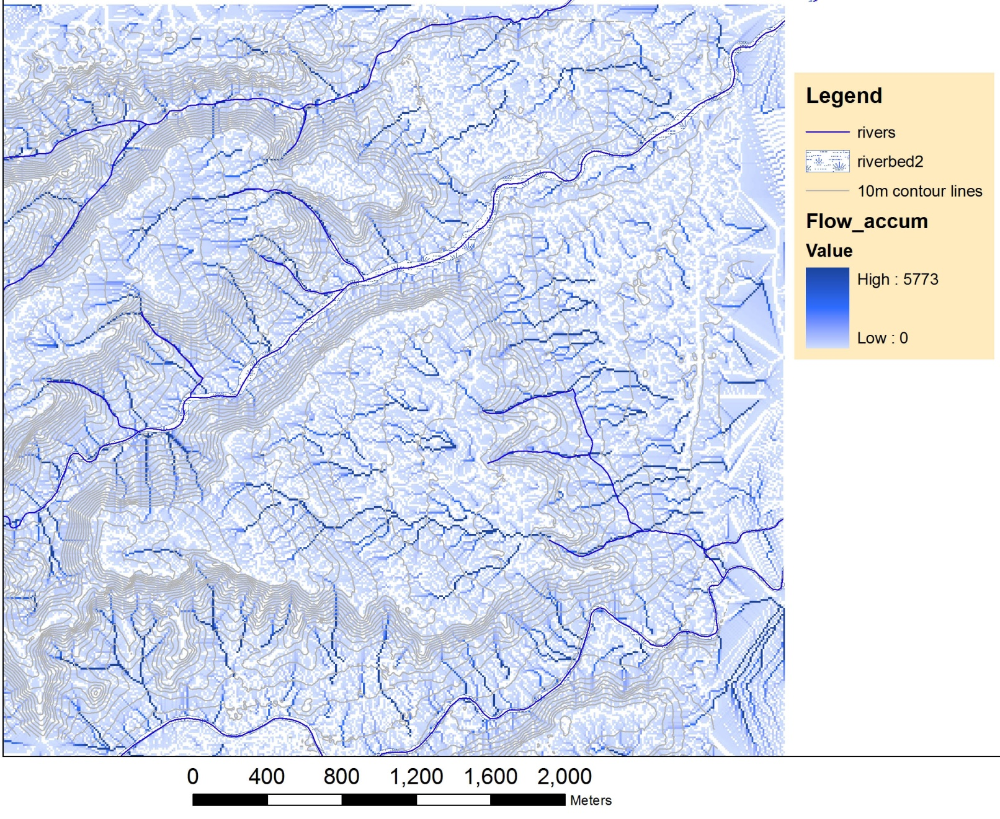 Legend
rivers
riverbed2
10m contour lines
Flow_accum
Value
High : 5773
Low : 0
0 400 800 1,200 1,600 2,000
Meters